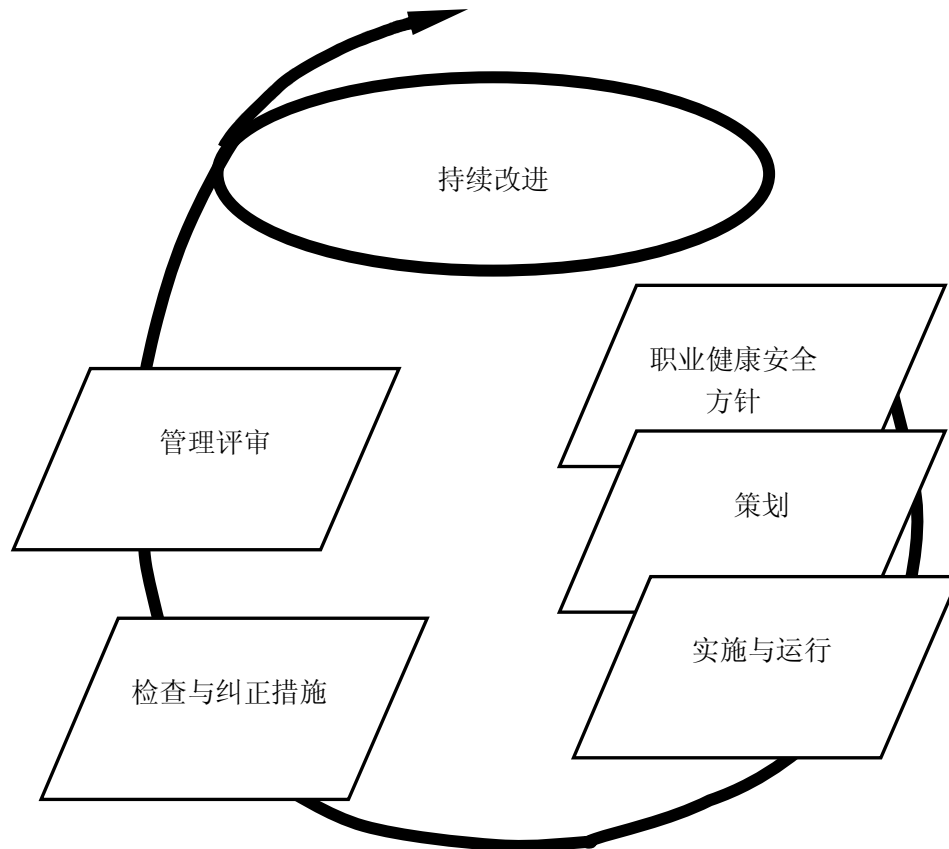 持续改进
职业健康安全
方针
管理评审
策划
实施与运行
检查与纠正措施